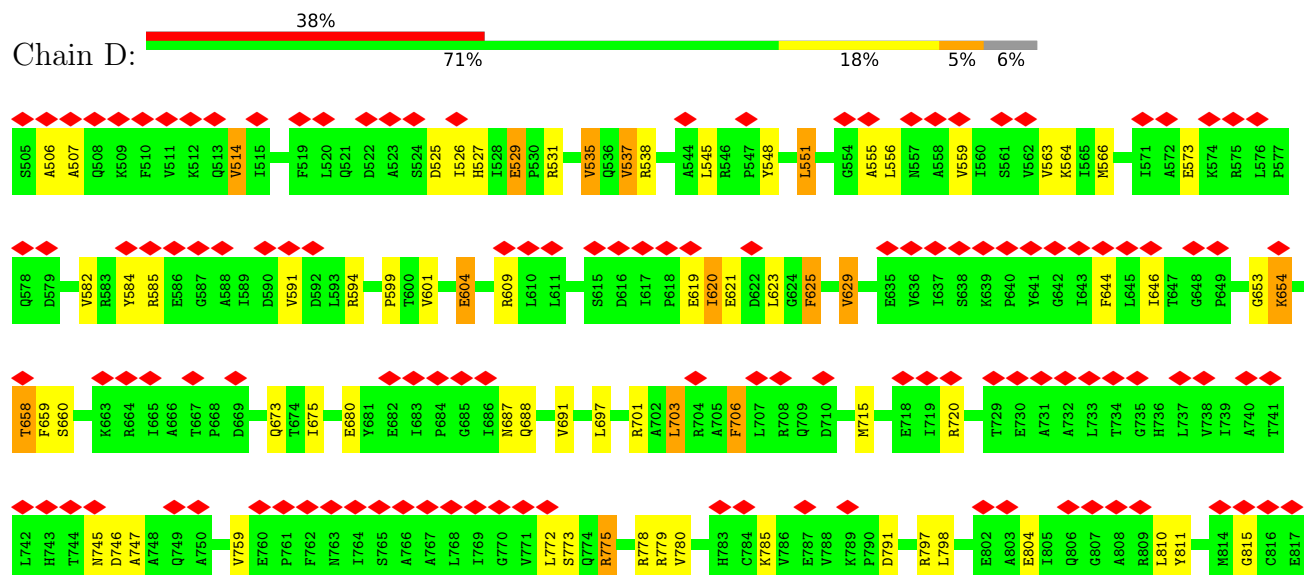 38%
Chain D:
71% 18% 5% 6%
S505 A506 A507 Q508 K509 F510 V511 K512 Q513 V514 I515 F519 L520 Q521 D522 A523 S524 D525 I526 H527 I528 E529 P530 R531 V535 Q536 V537 R538 A544 L545 R546 P547 Y548 L551 G554 A555 L556 N557 A558 V559 I560 S561 V562 V563 K564 I565 M566 I571 A572 E573 K574 R575 L576 P577
Q578 D579 V582 R583 Y584 R585 E586 G587 A588 I589 D590 V591 D592 L593 R594 P599 T600 V601 E604 R609 L610 L611 S615 D616 I617 P618 E619 I620 E621 D622 L623 G624 F625 V629 E635 V636 I637 S638 K639 P640 Y641 G642 I643 F644 L645 I646 T647 G648 P649 G653 K654
T658 F659 S660 K663 R664 I665 A666 T667 P668 D669 Q673 T674 I675 E680 Y681 E682 I683 P684 G685 I686 N687 Q688 V691 L697 R701 A702 L703 R704 A705 F706 L707 R708 Q709 D710 M715 E718 I719 R720 T729 E730 A731 A732 L733 T734 G735 H736 L737 V738 I739 A740 T741
L742 H743 T744 N745 D746 A747 A748 Q749 A750 V759 E760 P761 F762 N763 I764 S765 A766 A767 L768 I769 G770 V771 L772 S773 Q774 R775 R778 R779 V780 H783 C784 K785 V786 E787 V788 K789 P790 D791 R797 L798 E802 A803 E804 I805 Q806 G807 A808 R809 L810 Y811 M814 G815 C816 E817